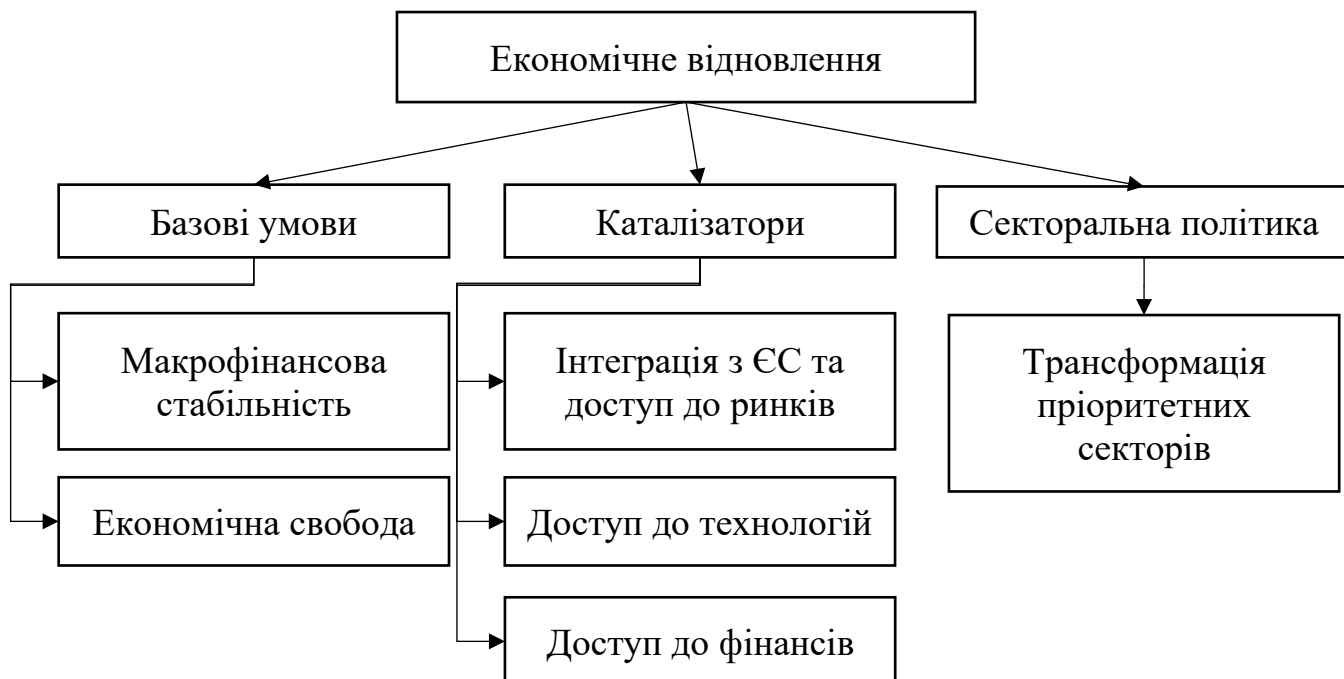 Економічне відновлення
Базові умови
Каталізатори
Секторальна політика
Макрофінансова
стабільність
Інтеграція з ЄС та
доступ до ринків
Трансформація
пріоритетних
секторів
Економічна свобода
Доступ до технологій
Доступ до фінансів